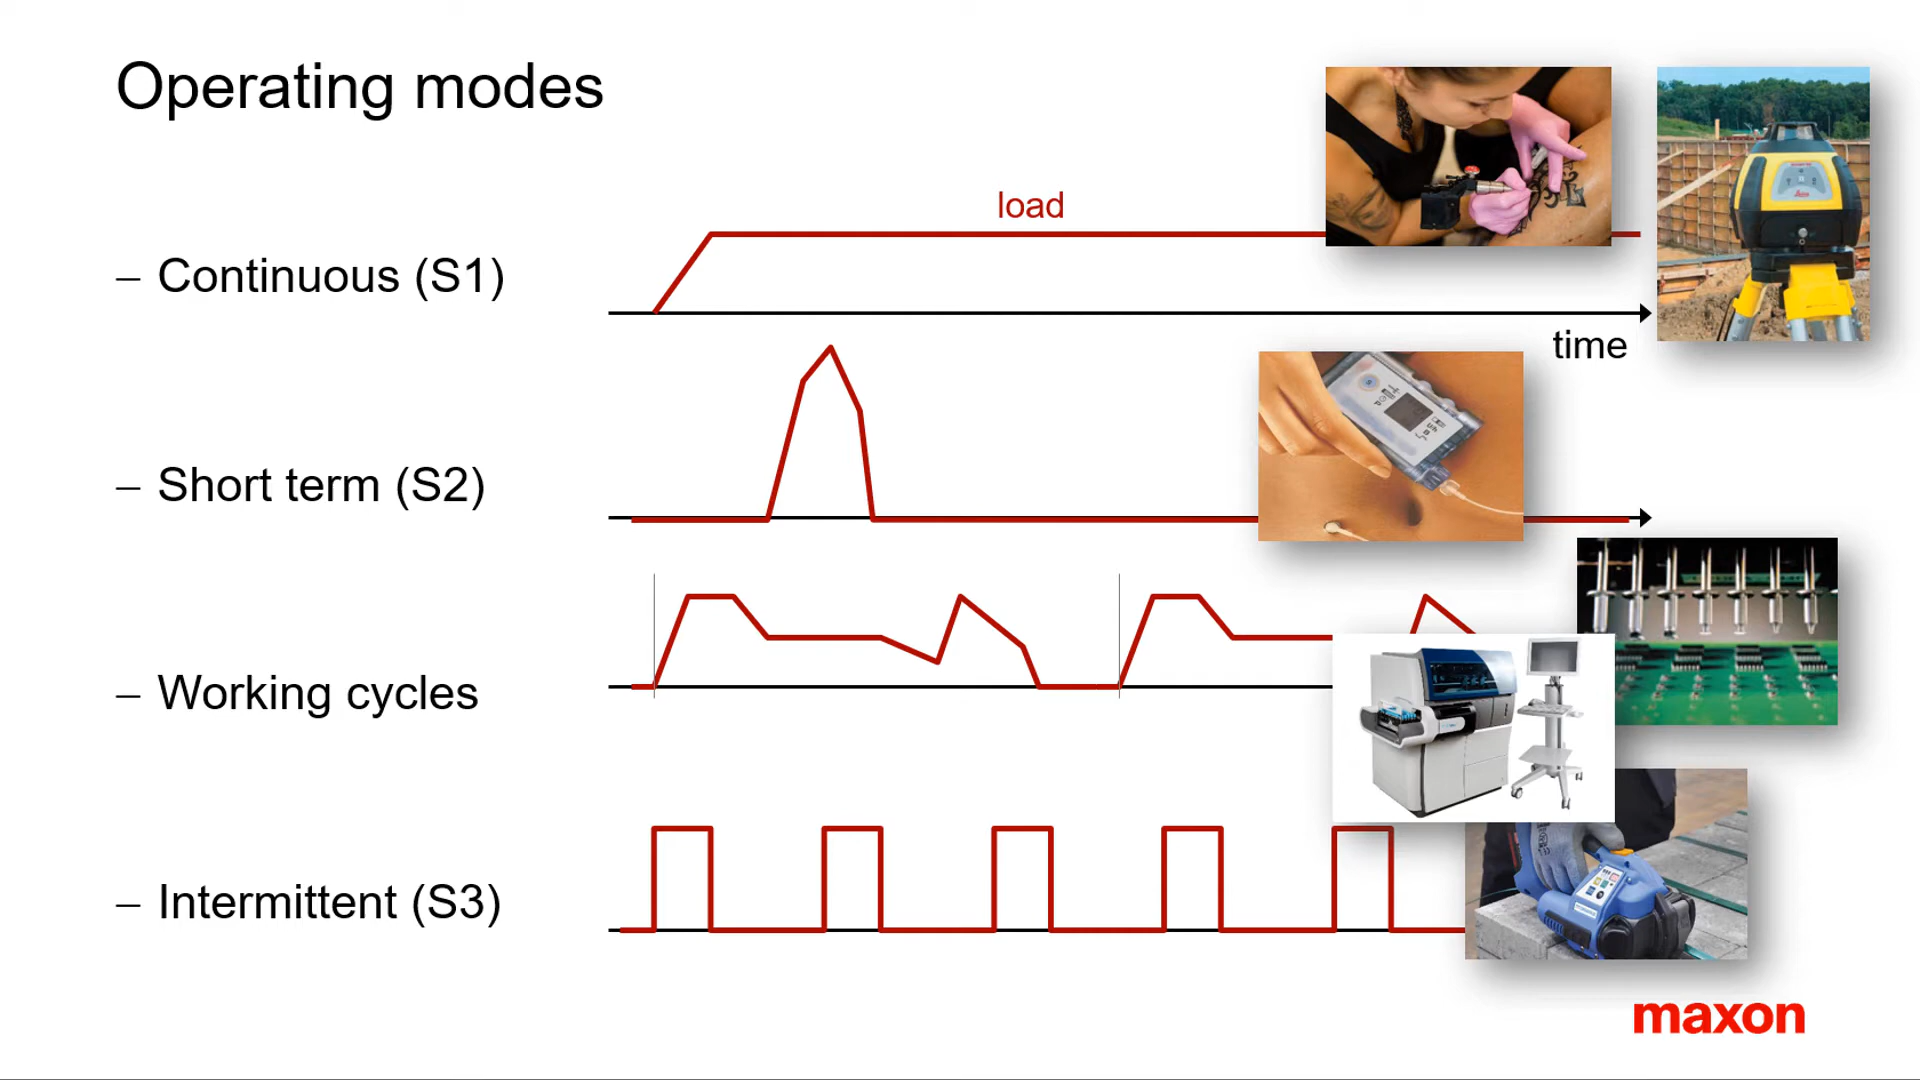 Operating modes
load
– Continuous (S1)
time
– Short term (S2)
– Working cycles
– Intermittent (S3)
maxon